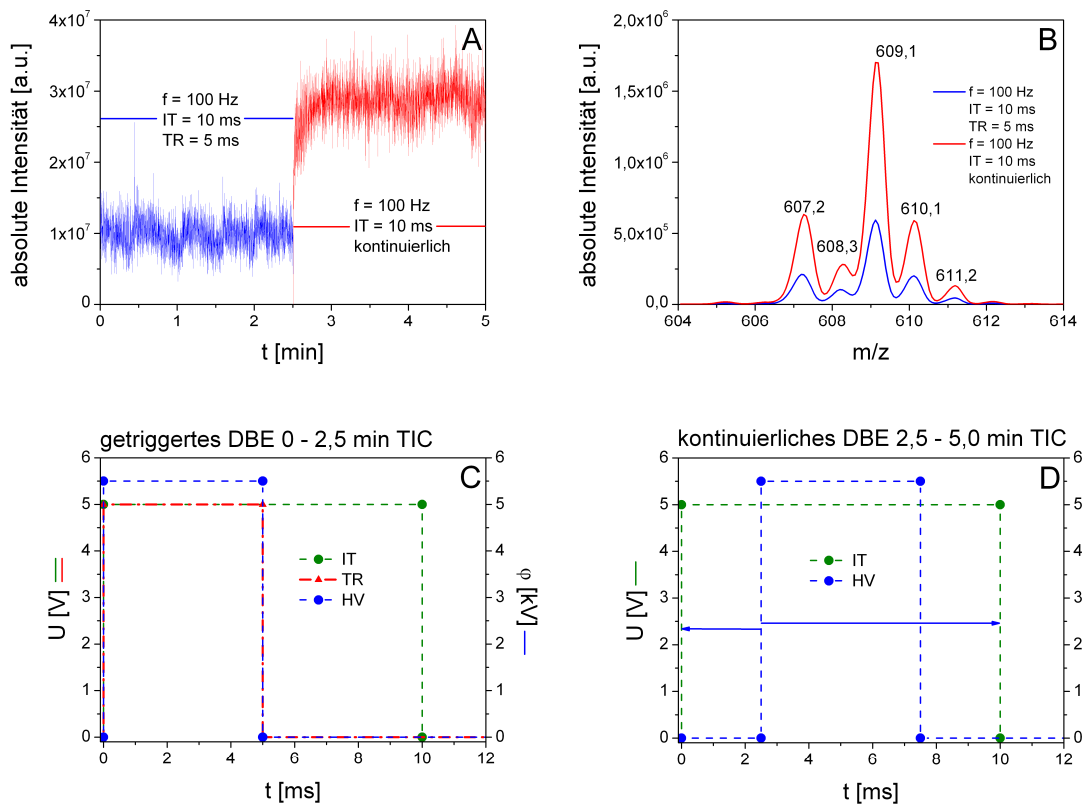 A
absolute Intensität [a.u.]
4x10⁷
3x10⁷
2x10⁷
1x10⁷
0
f = 100 Hz
IT = 10 ms
TR = 5 ms
f = 100 Hz
IT = 10 ms
kontinuierlich
0 1 2 3 4 5
t [min]
B
absolute Intensität [a.u.]
2,0x10⁶
1,5x10⁶
1,0x10⁶
5,0x10⁵
0,0
609,1
607,2
608,3
610,1
611,2
f = 100 Hz
IT = 10 ms
TR = 5 ms
f = 100 Hz
IT = 10 ms
kontinuierlich
604 606 608 610 612 614
m/z
getriggertes DBE 0 - 2,5 min TIC
C
U [V]
6
5
4
3
2
1
0
IT
TR
HV
6
5
4
3
2
1
0
φ [kV]
0 2 4 6 8 10 12
t [ms]
kontinuierliches DBE 2,5 - 5,0 min TIC
D
U [V]
6
5
4
3
2
1
0
IT
HV
6
5
4
3
2
1
0
0 2 4 6 8 10 12
t [ms]